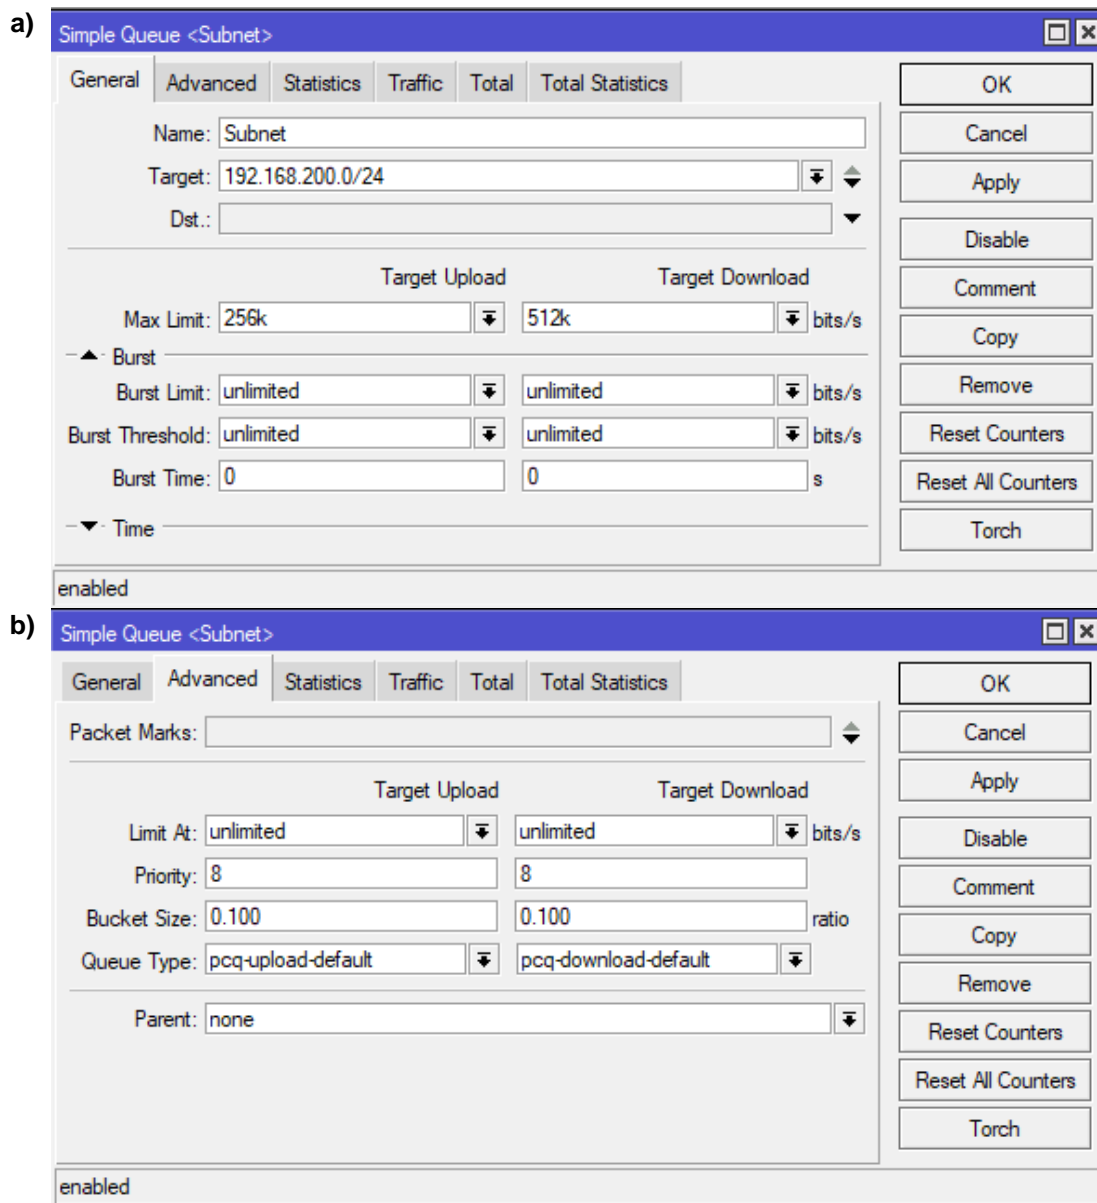 a)
Simple Queue <Subnet>
General Advanced Statistics Traffic Total Total Statistics
OK
Name: Subnet
Cancel
Target: 192.168.200.0/24
Apply
Dst.:
Disable
Target Upload Target Download
Comment
Max Limit: 256k 512k bits/s
Copy
Burst
Burst Limit: unlimited unlimited bits/s
Remove
Burst Threshold: unlimited unlimited bits/s
Reset Counters
Burst Time: 0 0 s
Reset All Counters
Time
Torch
enabled
b)
Simple Queue <Subnet>
General Advanced Statistics Traffic Total Total Statistics
OK
Packet Marks:
Cancel
Target Upload Target Download
Apply
Limit At: unlimited unlimited bits/s
Disable
Priority: 8 8
Comment
Bucket Size: 0.100 0.100 ratio
Copy
Queue Type: pcq-upload-default pcq-download-default
Remove
Parent: none
Reset Counters
Reset All Counters
Torch
enabled